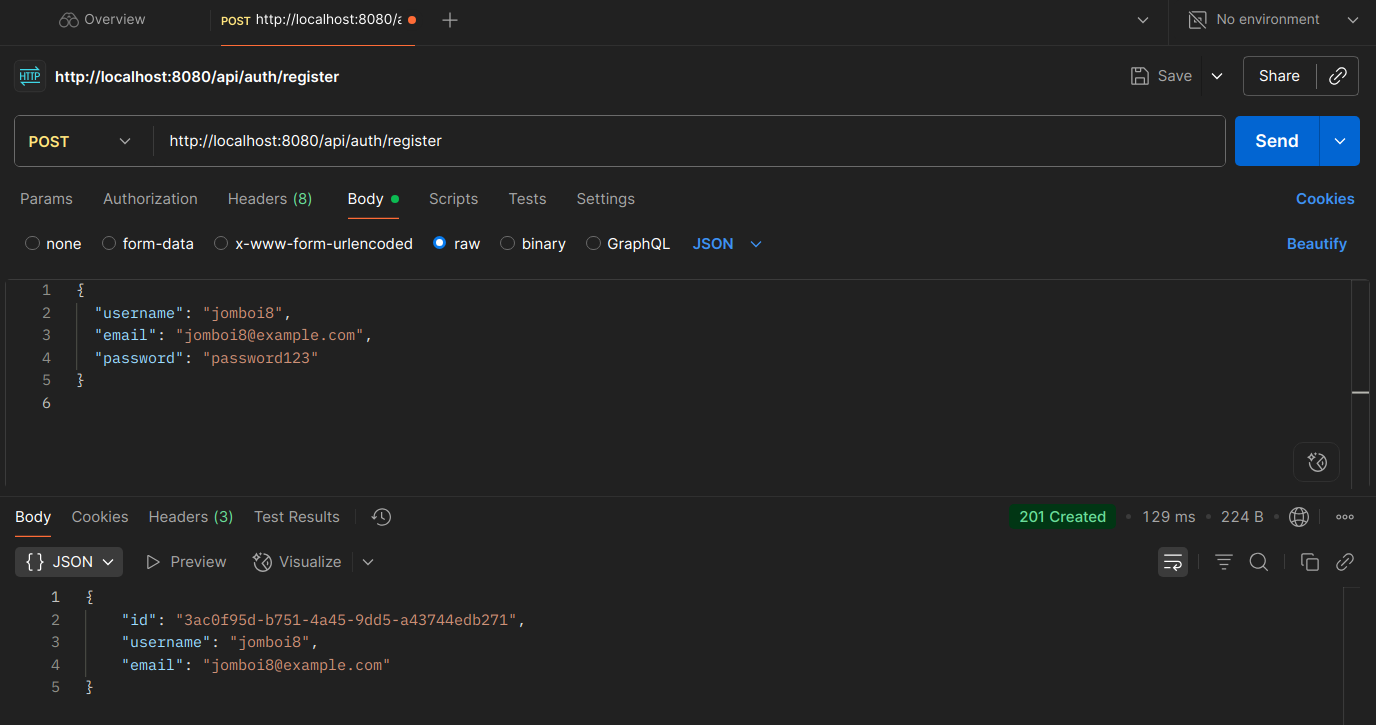 Overview
POST http://localhost:8080/a
No environment
HTTP
http://localhost:8080/api/auth/register
Save
Share
POST
http://localhost:8080/api/auth/register
Send
Params Authorization Headers (8) Body Scripts Tests Settings
Cookies
none form-data x-www-form-urlencoded raw binary GraphQL JSON
Beautify
1 {
2 "username": "jomboi8",
3 "email": "jomboi8@example.com",
4 "password": "password123"
5 }
6
Body Cookies Headers (3) Test Results
201 Created • 129 ms • 224 B
{} JSON Preview Visualize
1 {
2 "id": "3ac0f95d-b751-4a45-9dd5-a43744edb271",
3 "username": "jomboi8",
4 "email": "jomboi8@example.com"
5 }